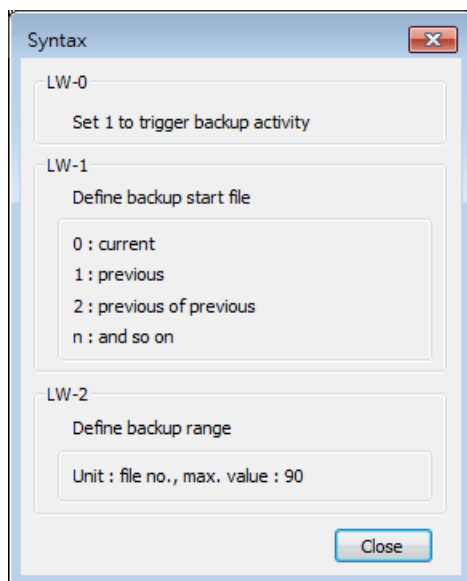 Syntax
LW-0
Set 1 to trigger backup activity
LW-1
Define backup start file
0 : current
1 : previous
2 : previous of previous
n : and so on
LW-2
Define backup range
Unit : file no., max. value : 90
Close